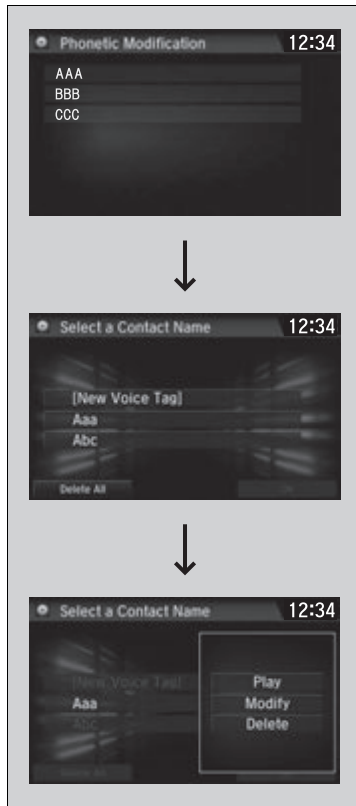 Phonetic Modification 12:34
AAA
BBB
CCC
Select a Contact Name 12:34
[New Voice Tag]
Aaa
Abc
Delete All
Select a Contact Name 12:34
[New Voice Tag]
Play
Aaa
Modify
Abc
Delete
Delete All